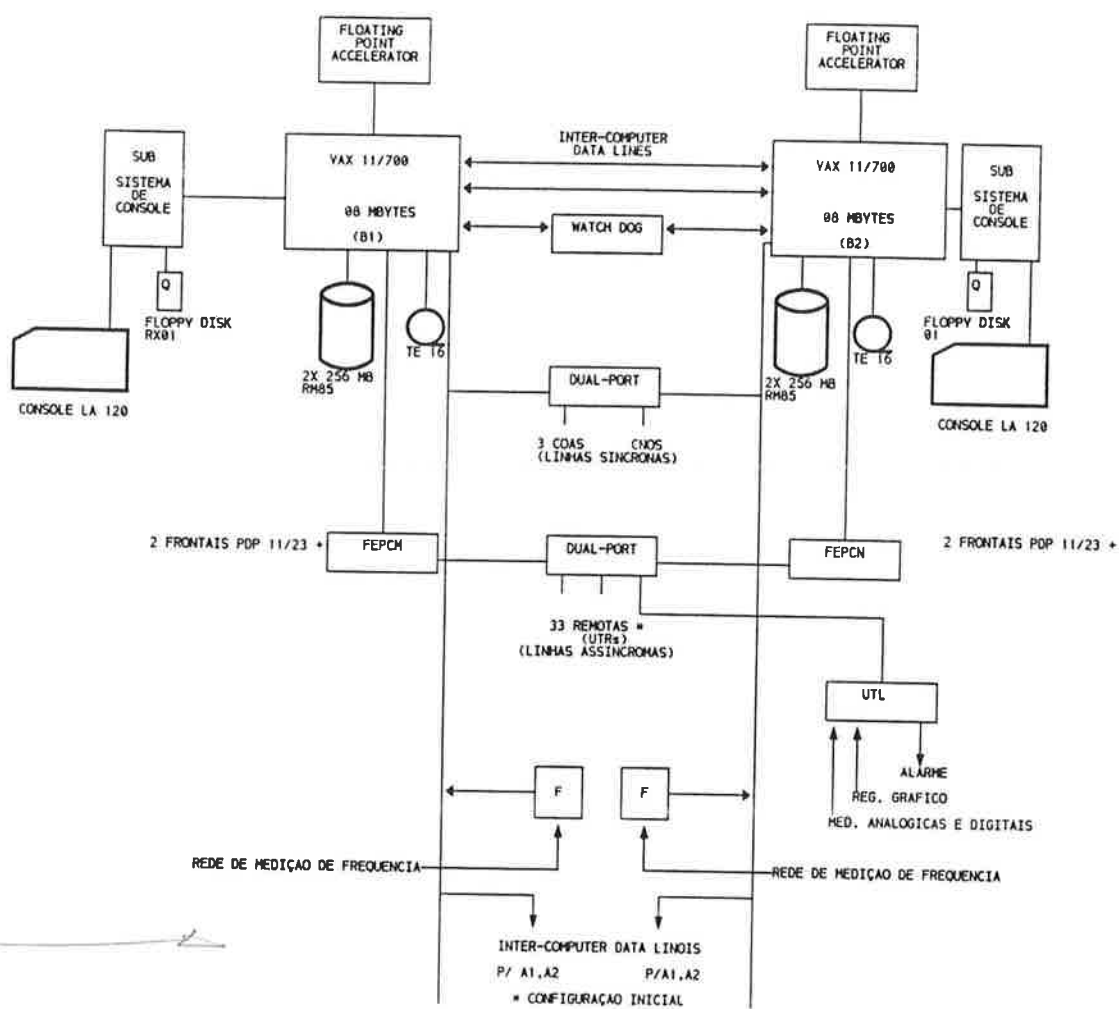 FLOATING
POINT
ACCELERATOR
FLOATING
POINT
ACCELERATOR
SUB
SISTEMA
DE
CONSOLE
VAX 11/700
08 MBYTES
(B1)
INTER-COMPUTER
DATA LINES
WATCH DOG
VAX 11/700
08 MBYTES
(B2)
SUB
SISTEMA
DE
CONSOLE
Q
FLOPPY DISK
RX01
CONSOLE LA 120
2X 256 MB
RM85
TE 16
DUAL-PORT
3 COAS CNOS
(LINHAS SINCRONAS)
2X 256 MB
RM85
TE 16
Q
FLOPPY DISK
01
CONSOLE LA 120
2 FRONTAIS PDP 11/23 +
FEPCM
DUAL-PORT
FEPCN
2 FRONTAIS PDP 11/23 +
33 REMOTAS *
(UTRs)
(LINHAS ASSINCROMAS)
UTL
ALARME
REG. GRAFICO
MED. ANALOGICAS E DIGITAIS
F
F
REDE DE MEDIÇAO DE FREQUENCIA
REDE DE MEDIÇAO DE FREQUENCIA
INTER-COMPUTER DATA LINOIS
P/ A1,A2 P/A1,A2
* CONFIGURAÇAO INICIAL